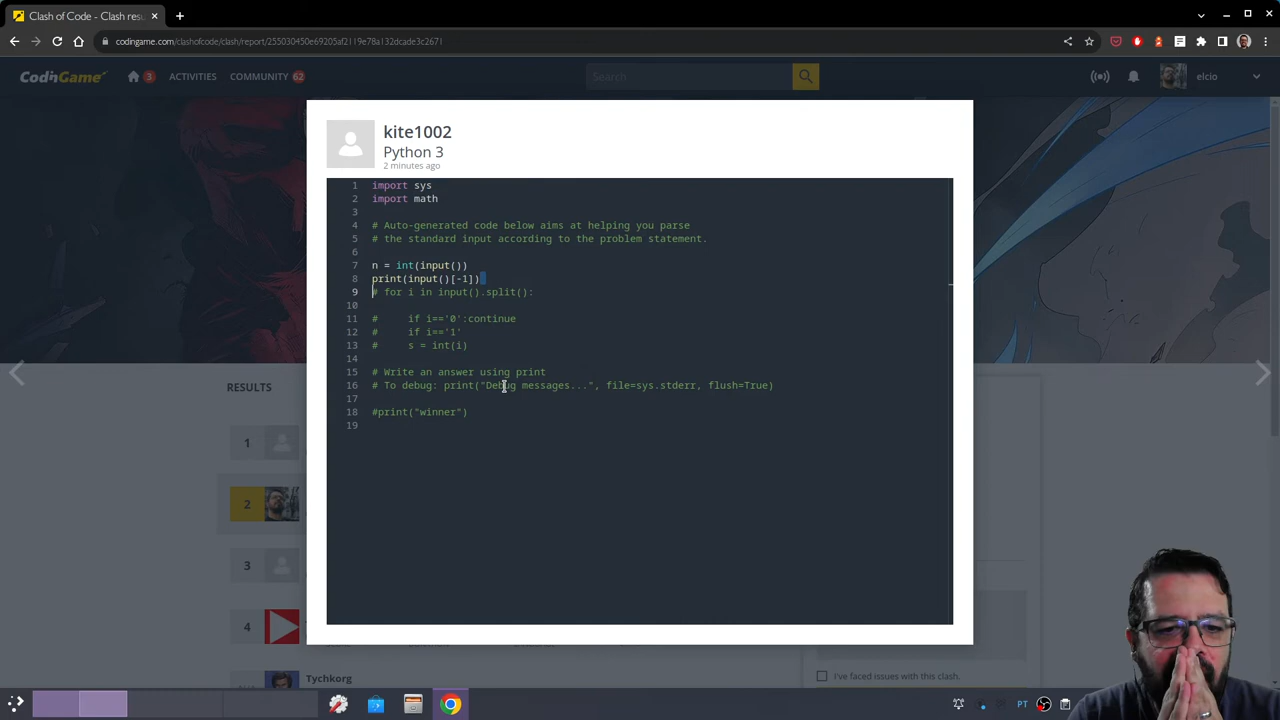 Clash of Code - Clash res
codingame.com/clashofcode/clash/report/255030450e69205af2119e78a1132dcade3c2671
CodinGame
3
ACTIVITIES
COMMUNITY 62
Search
elcio
kite1002
Python 3
2 minutes ago
RESULTS
1 import sys
2 import math
3
4 # Auto-generated code below aims at helping you parse
5 # the standard input according to the problem statement.
6
7 n = int(input())
8 print(input()[-1])
9 # for i in input().split():
10
11 #     if i=='0':continue
12 #     if i=='1'
13 #     s = int(i)
14
15 # Write an answer using print
16 # To debug: print("Debug messages...", file=sys.stderr, flush=True)
17
18 #print("winner")
19
1
2
3
4
Tychkorg
I've faced issues with this clash.
PT